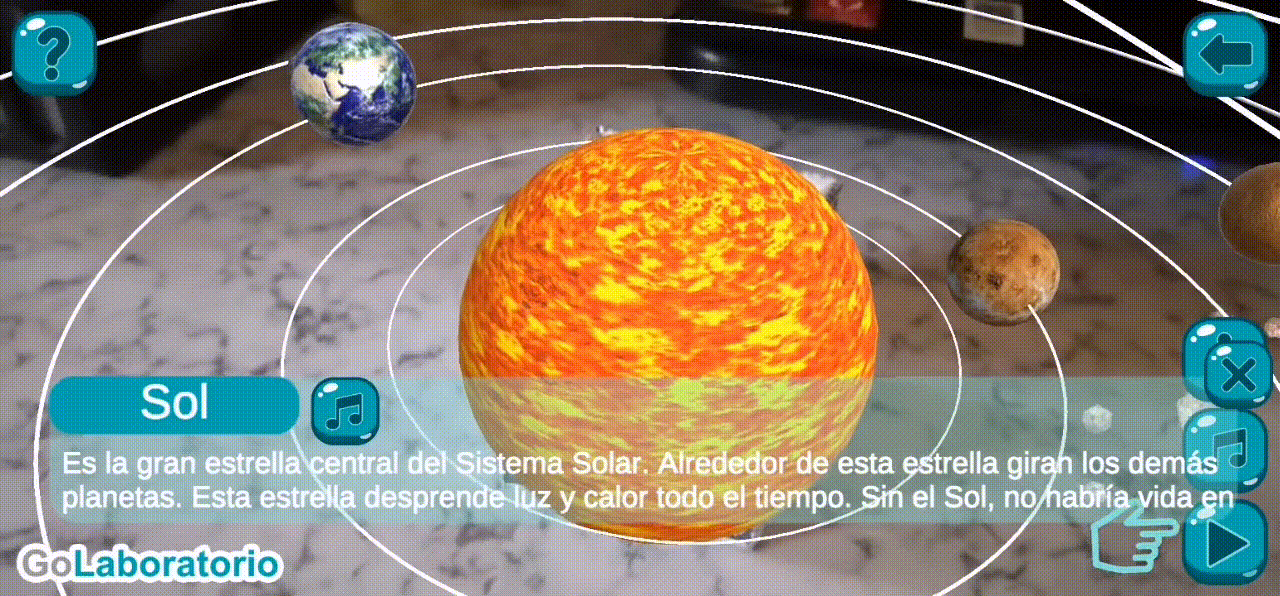 Sol
Es la gran estrella central del Sistema Solar. Alrededor de esta estrella giran los demás
planetas. Esta estrella desprende luz y calor todo el tiempo. Sin el Sol, no habría vida en
GoLaboratorio